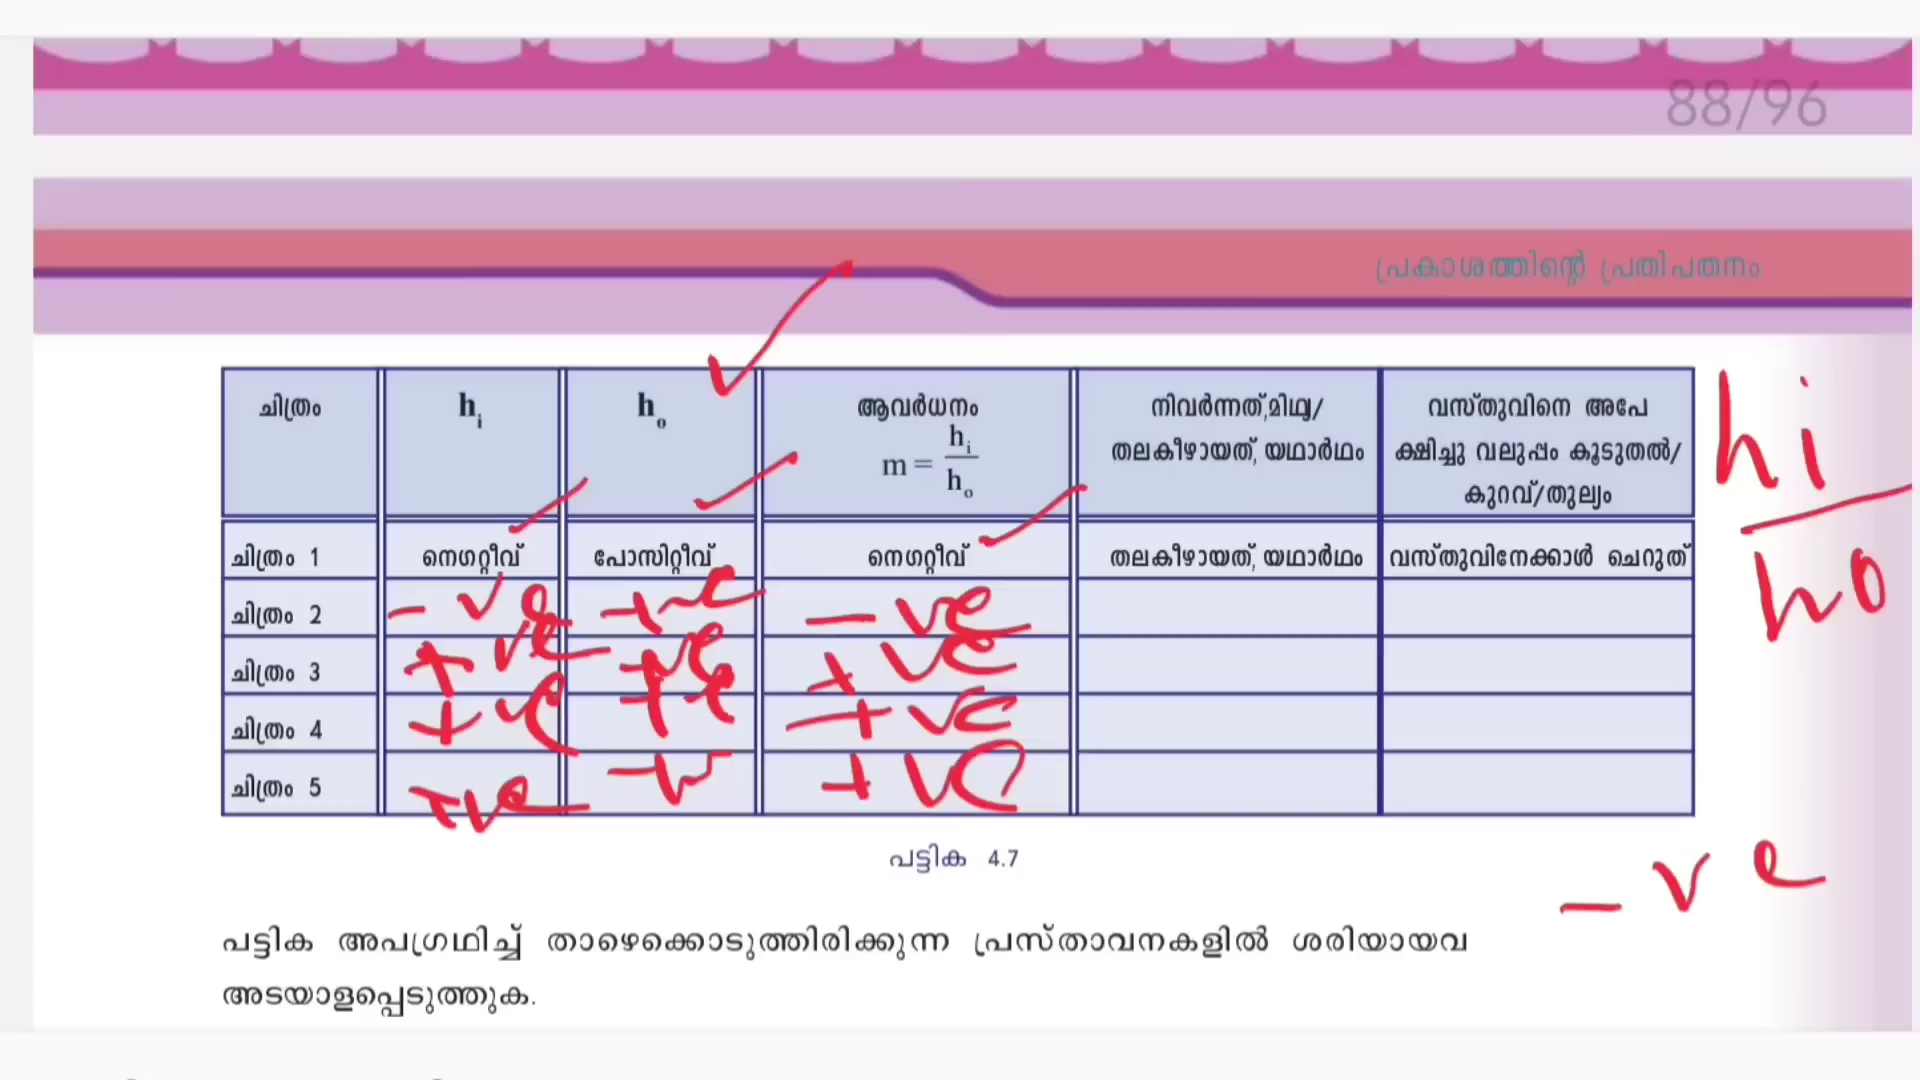 88/96
പ്രകാശത്തിന്റെ പ്രതിപതനം
ചിത്രം hi ho ആവർധനം m = hi/ho നിവർന്നത്,മിഥ്യ/ തലകീഴായത്, യഥാർഥം വസ്തുവിനെ അപേ ക്ഷിച്ചു വലുപ്പം കൂടുതൽ/ കുറവ്/തുല്യം
hi
ho
ചിത്രം 1 നെഗറ്റീവ് പോസിറ്റീവ് നെഗറ്റീവ് തലകീഴായത്, യഥാർഥം വസ്തുവിനേക്കാൾ ചെറുത്
ചിത്രം 2 - ve +ve - ve
ചിത്രം 3 + ve +ve + ve
ചിത്രം 4 + ve + ve
ചിത്രം 5 +ve + ve
പട്ടിക 4.7
- ve
പട്ടിക അപഗ്രഥിച്ച് താഴെക്കൊടുത്തിരിക്കുന്ന പ്രസ്താവനകളിൽ ശരിയായവ
അടയാളപ്പെടുത്തുക.